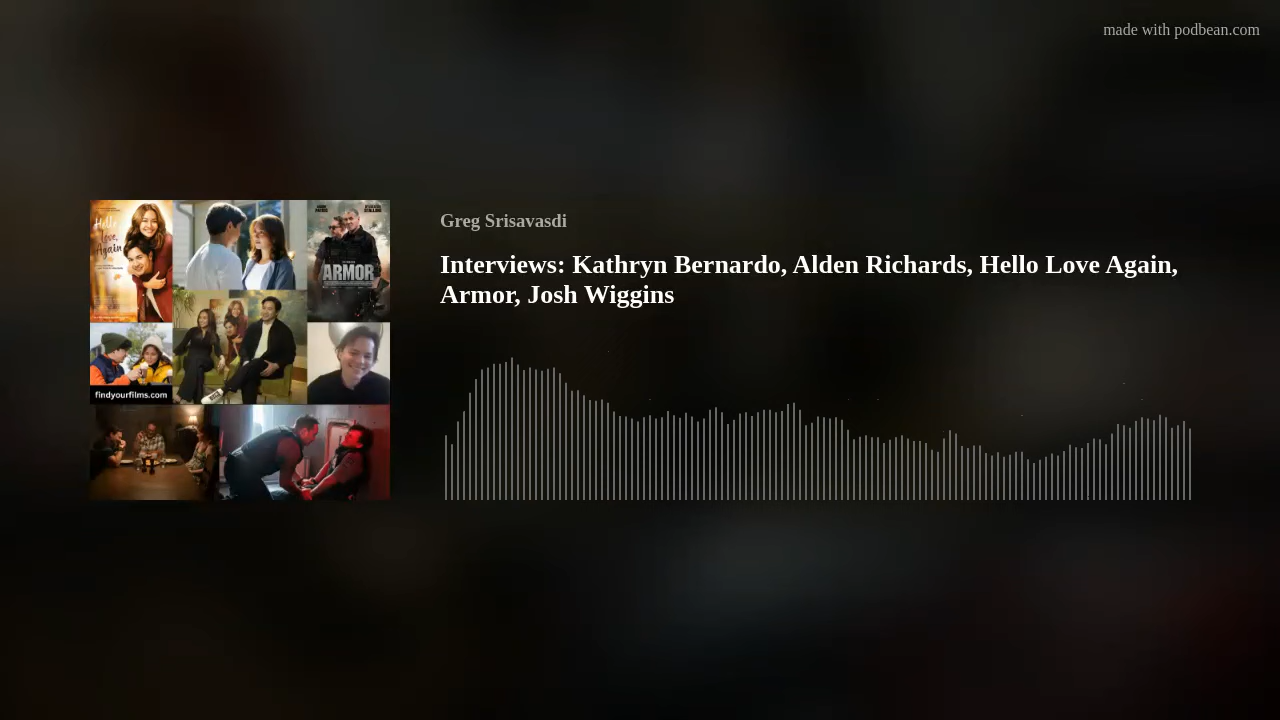 made with podbean.com
Greg Srisavasdi
Interviews: Kathryn Bernardo, Alden Richards, Hello Love Again,
Armor, Josh Wiggins
Hello
Love,
Again
ARMOR
findyourfilms.com